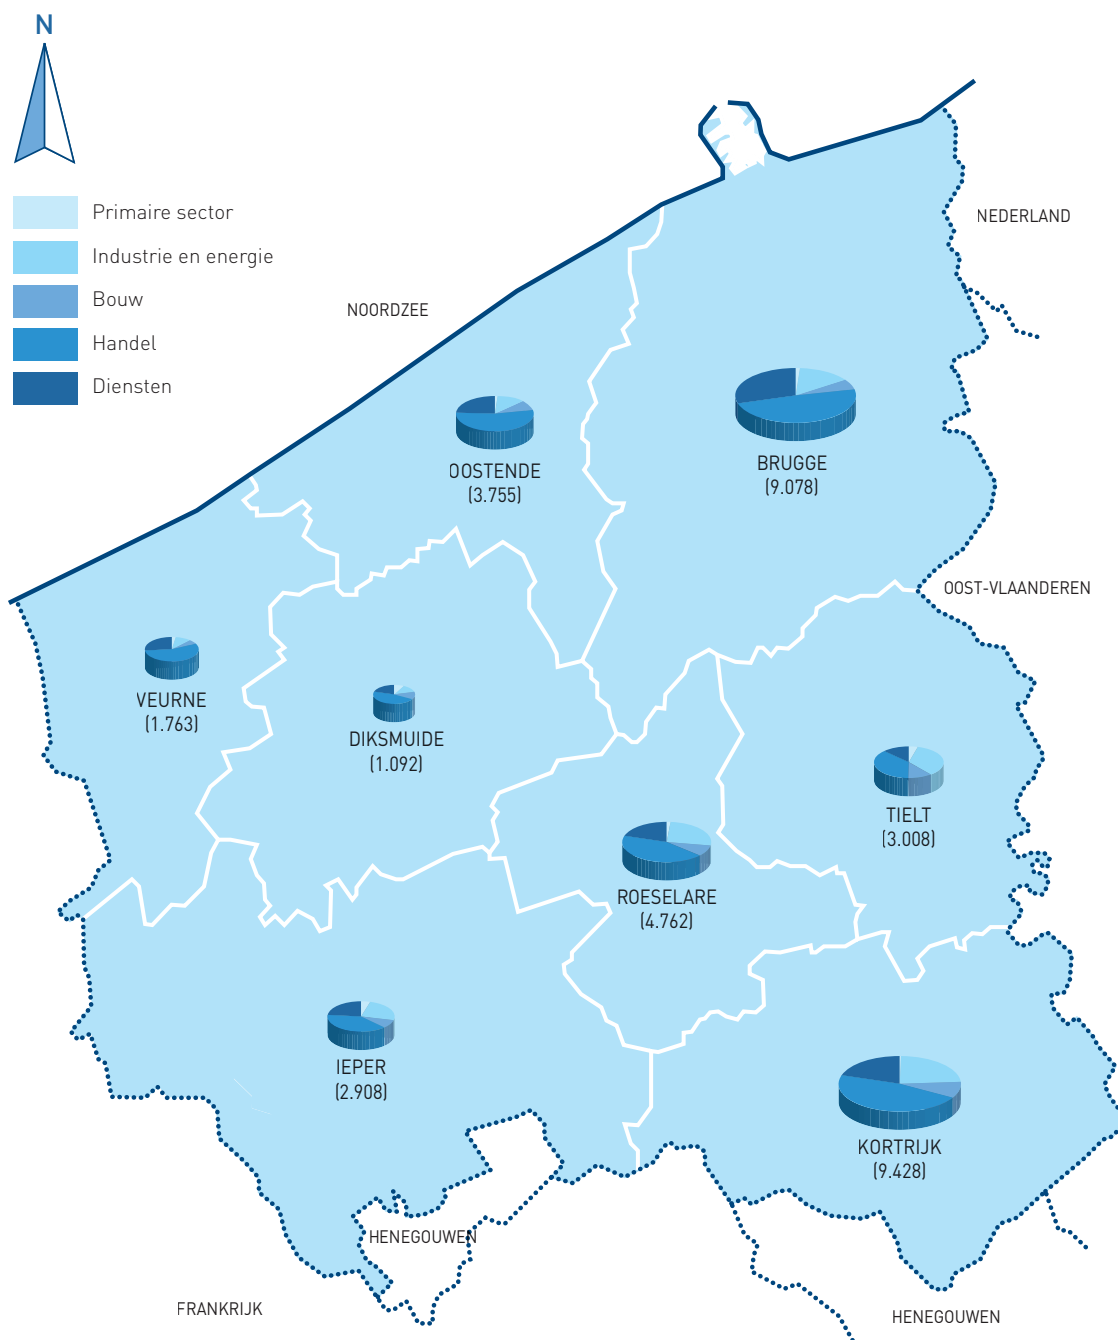 N
Primaire sector
Industrie en energie
Bouw
Handel
Diensten
NEDERLAND
NOORDZEE
OOSTENDE
(3.755)
BRUGGE
(9.078)
OOST-VLAANDEREN
VEURNE
(1.763)
DIKSMUIDE
(1.092)
TIELT
(3.008)
ROESELARE
(4.762)
IEPER
(2.908)
KORTRIJK
(9.428)
HENEGOUWEN
FRANKRIJK
HENEGOUWEN